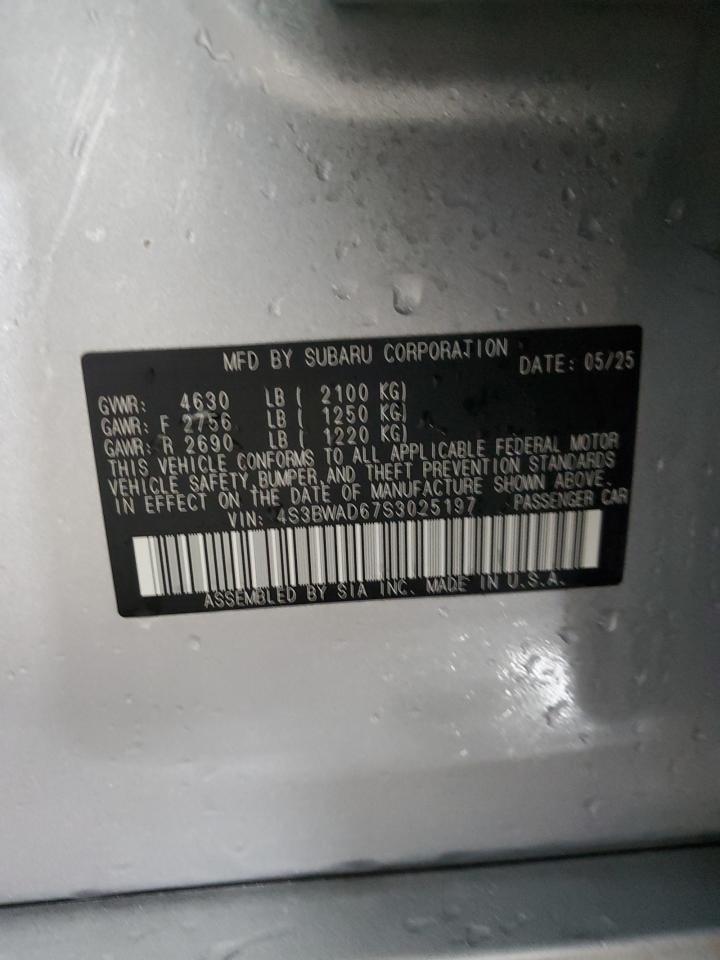 MFD BY SUBARU CORPORATION DATE: 05/25
GVWR: 4630 LB ( 2100 KG)
GAWR: F 2756 LB ( 1250 KG)
GAWR: R 2690 LB ( 1220 KG)
THIS VEHICLE CONFORMS TO ALL APPLICABLE FEDERAL MOTOR
VEHICLE SAFETY,BUMPER,AND THEFT PREVENTION STANDARDS
IN EFFECT ON THE DATE OF MANUFACTURE SHOWN ABOVE.
VIN: 4S3BWAD67S3025197 PASSENGER CAR
ASSEMBLED BY SIA INC. MADE IN U.S.A.